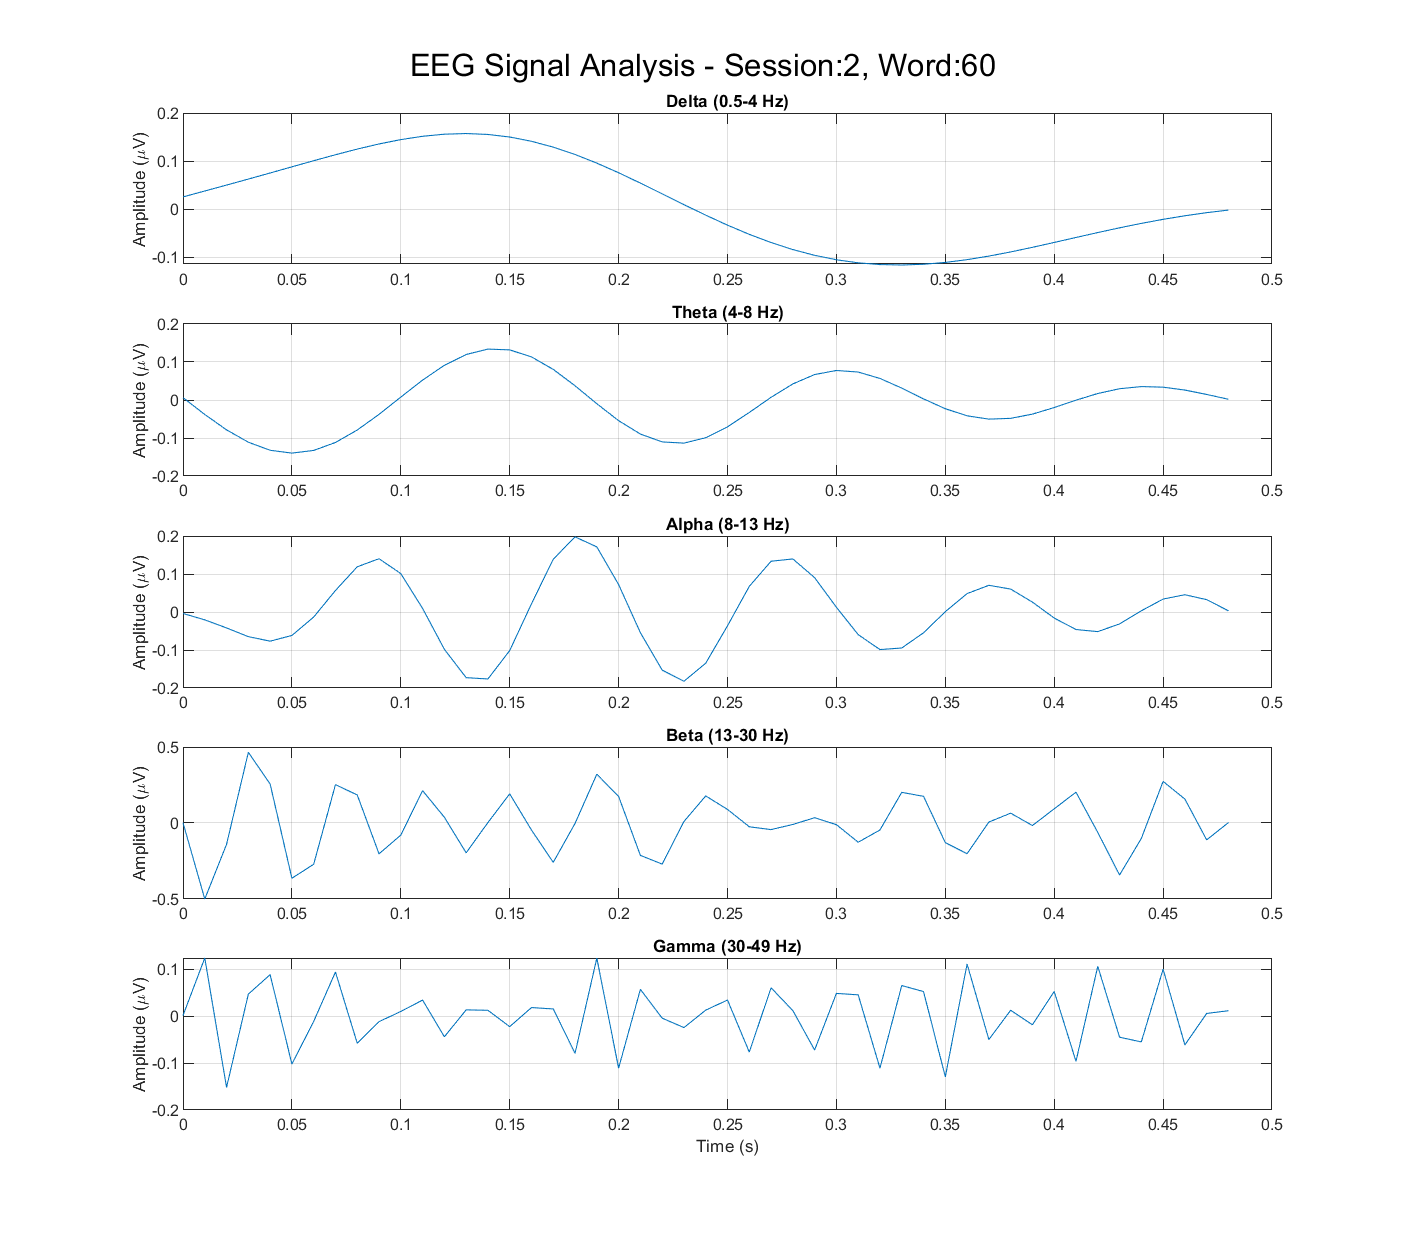 EEG Signal Analysis - Session:2, Word:60
Delta (0.5-4 Hz)
Amplitude (μV)
0.2
0.1
0
-0.1
0 0.05 0.1 0.15 0.2 0.25 0.3 0.35 0.4 0.45 0.5
Theta (4-8 Hz)
Amplitude (μV)
0.2
0.1
0
-0.1
-0.2
0 0.05 0.1 0.15 0.2 0.25 0.3 0.35 0.4 0.45 0.5
Alpha (8-13 Hz)
Amplitude (μV)
0.2
0.1
0
-0.1
-0.2
0 0.05 0.1 0.15 0.2 0.25 0.3 0.35 0.4 0.45 0.5
Beta (13-30 Hz)
Amplitude (μV)
0.5
0
-0.5
0 0.05 0.1 0.15 0.2 0.25 0.3 0.35 0.4 0.45 0.5
Gamma (30-49 Hz)
Amplitude (μV)
0.1
0
-0.1
-0.2
0 0.05 0.1 0.15 0.2 0.25 0.3 0.35 0.4 0.45 0.5
Time (s)